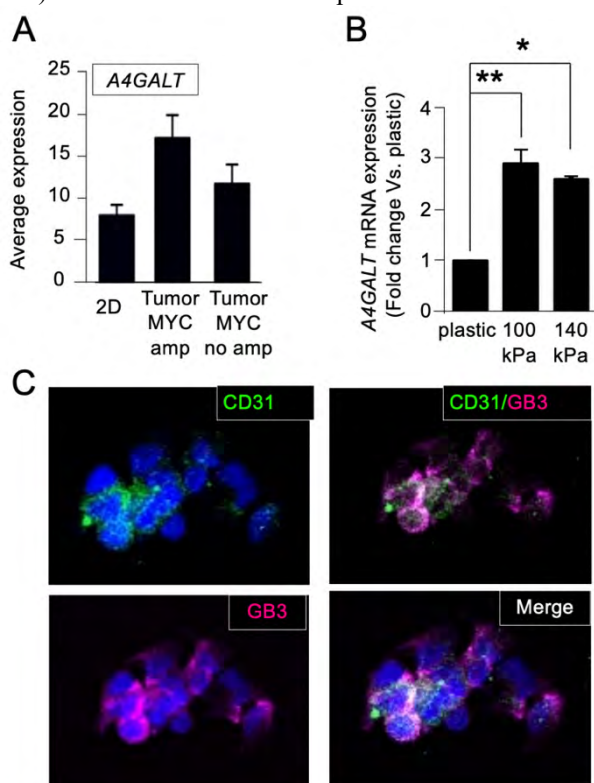 A
A4GALT
Average expression
25
20
15
10
5
0
2D
Tumor
MYC
amp
Tumor
MYC
no amp
B
*
**
A4GALT mRNA expression
(Fold change Vs. plastic)
4
3
2
1
0
plastic
100
kPa
140
kPa
C
CD31
CD31/GB3
GB3
Merge